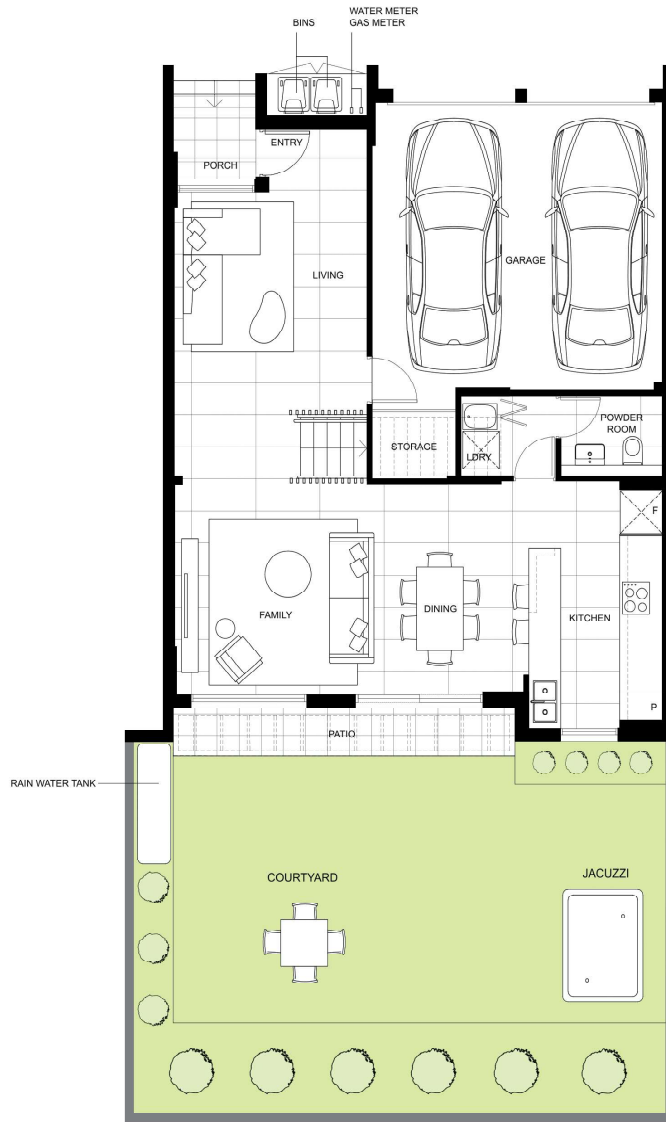 WATER METER
GAS METER
BINS
ENTRY
PORCH
LIVING
GARAGE
POWDER
ROOM
STORAGE
LDRY
F
FAMILY
DINING
KITCHEN
P
PATIO
RAIN WATER TANK
COURTYARD
JACUZZI